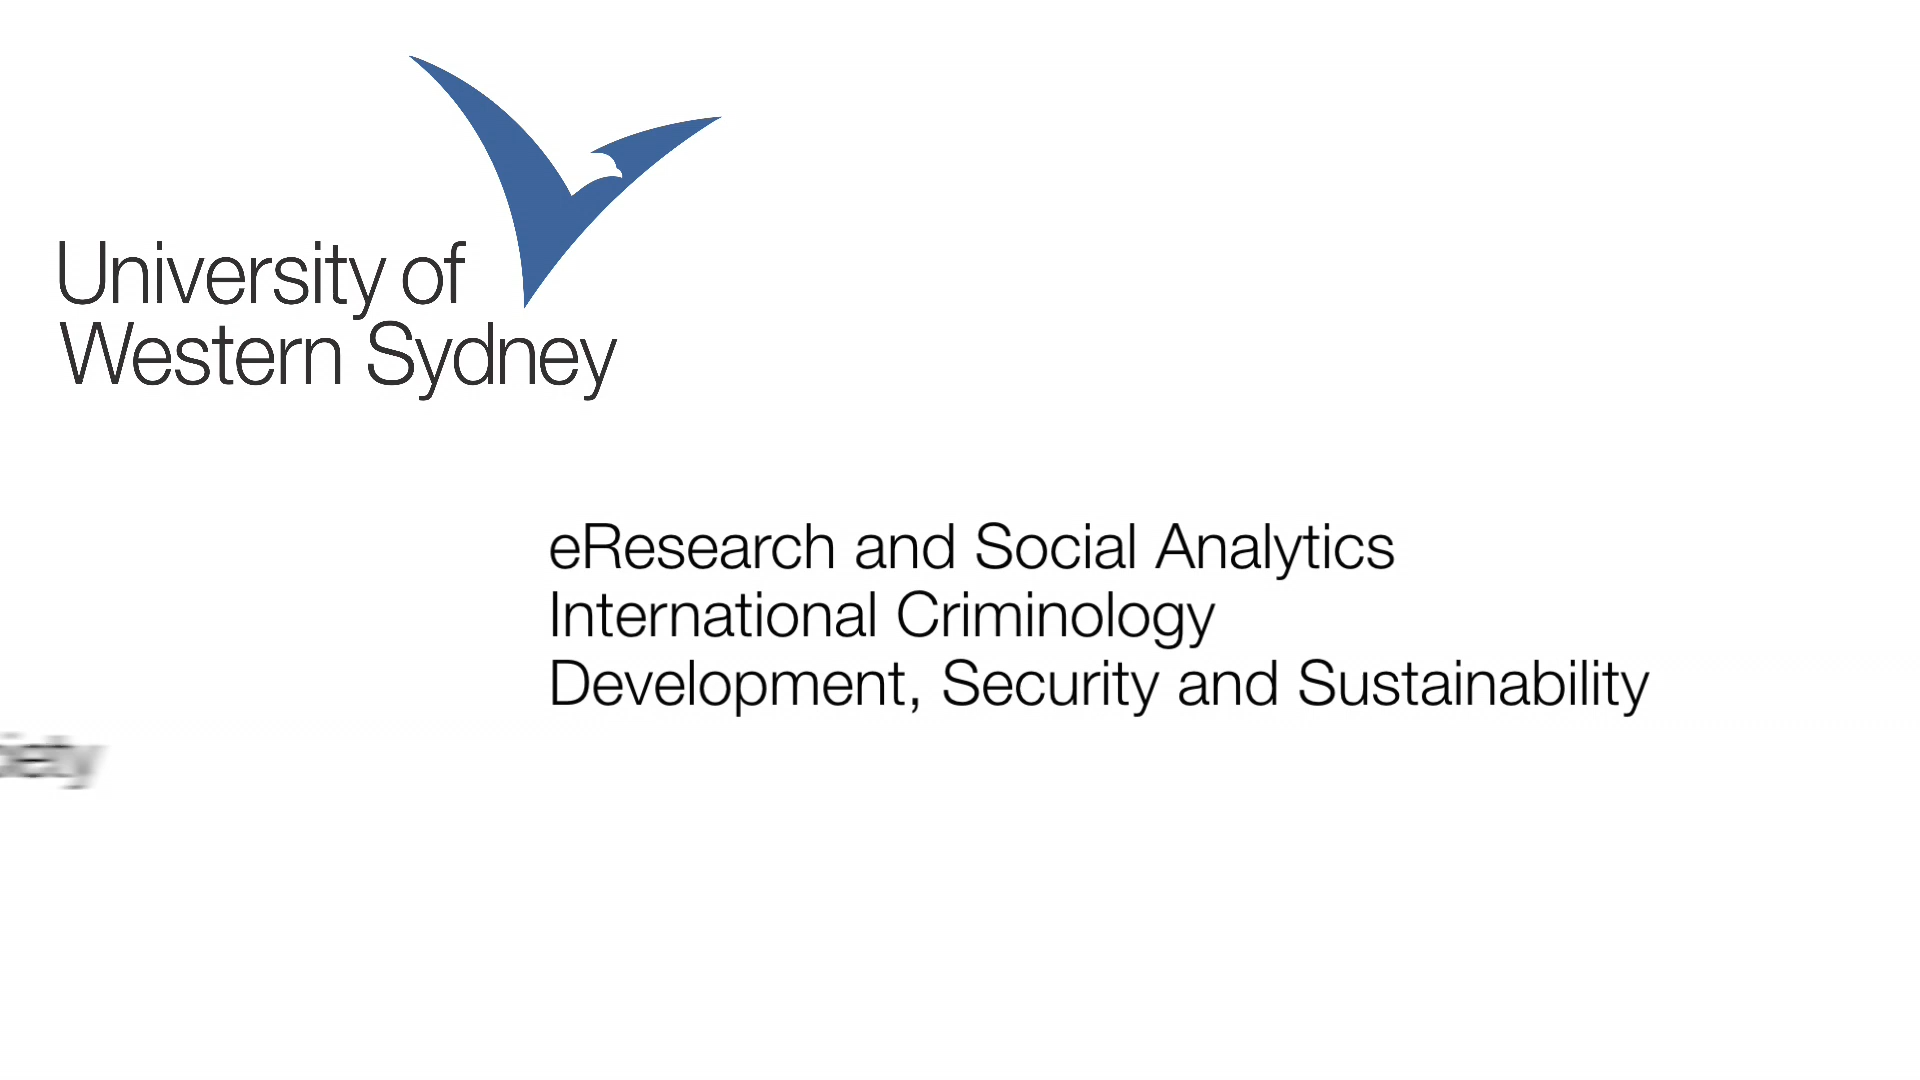 University of
Western Sydney
eResearch and Social Analytics
International Criminology
Development, Security and Sustainability